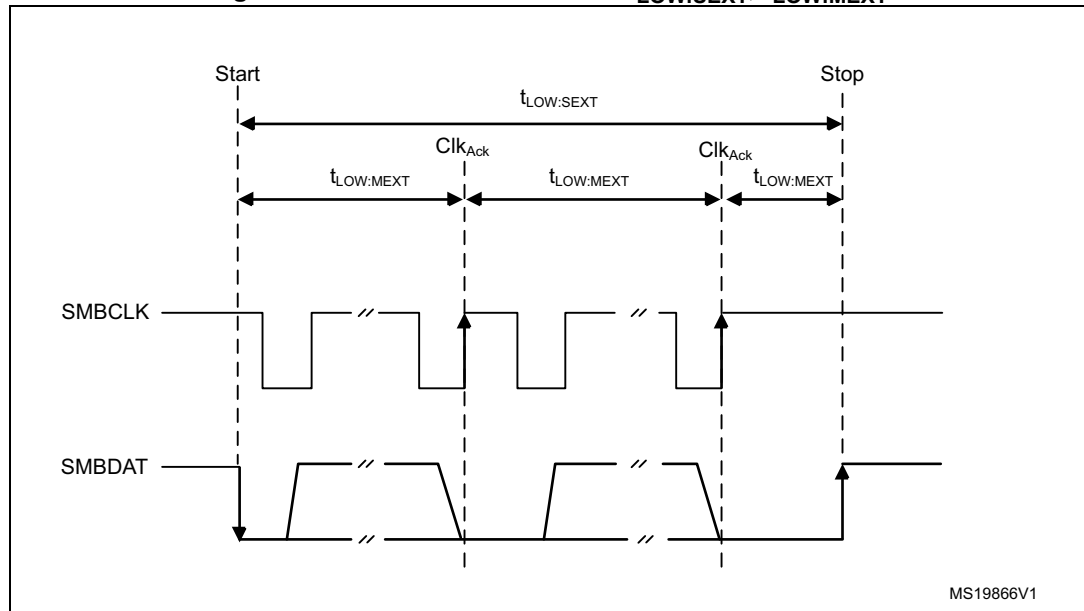 Start
Stop
tLOW:SEXT
ClkAck
ClkAck
tLOW:MEXT
tLOW:MEXT
tLOW:MEXT
SMBCLK
SMBDAT
MS19866V1